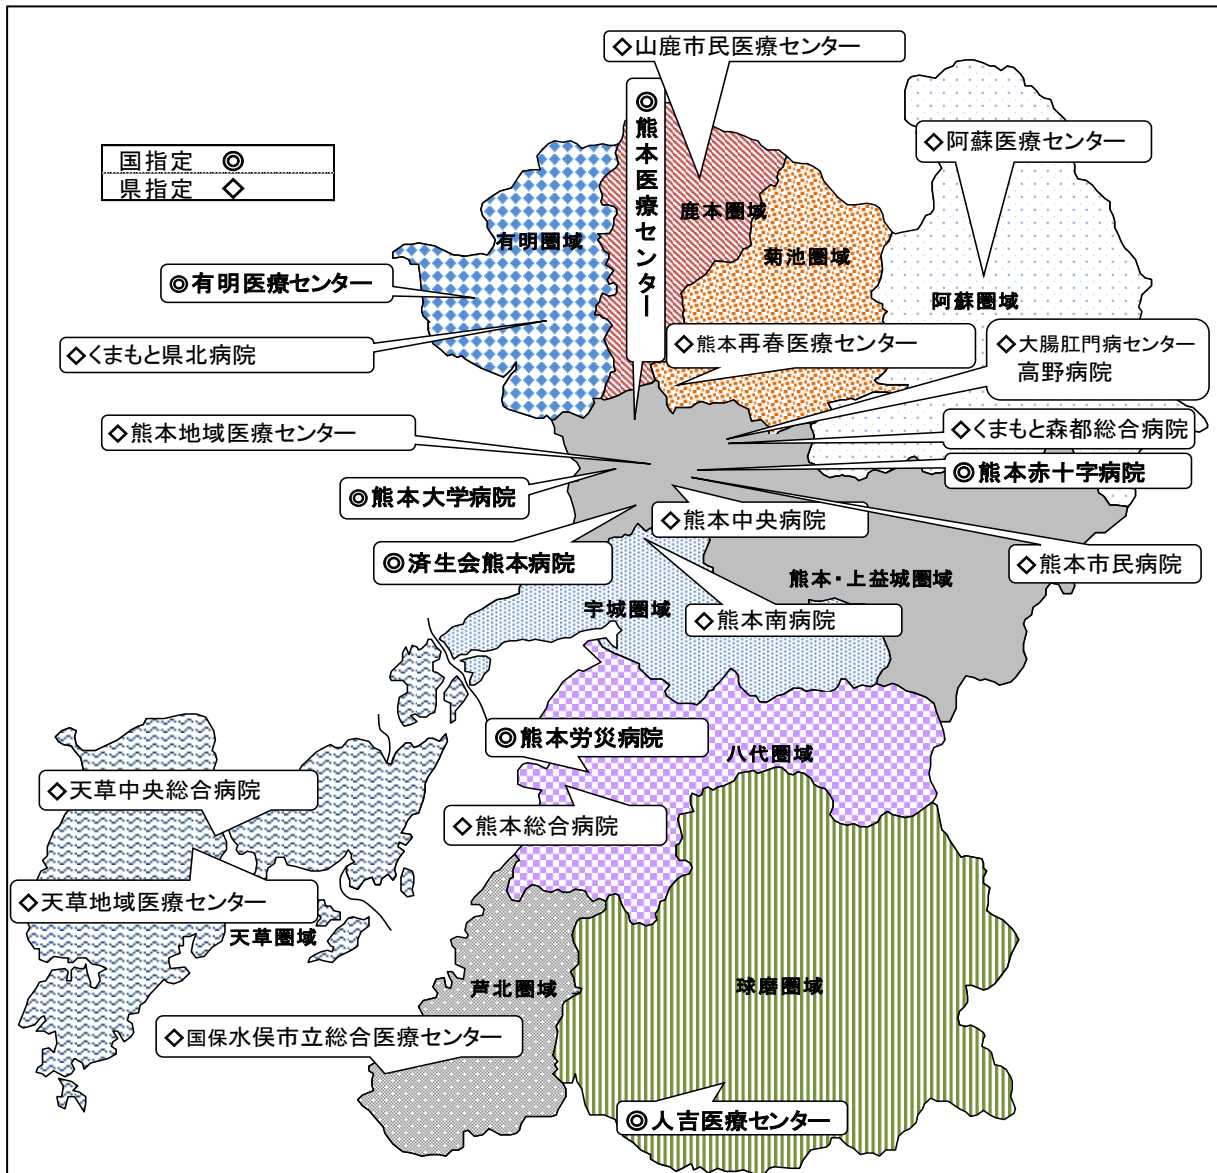 ◇山鹿市民医療センター
◎熊本医療センター
◇阿蘇医療センター
国指定 ◎
県指定 ◇
鹿本圏域
有明圏域
菊池圏域
◎有明医療センター
阿蘇圏域
◇くまもと県北病院
◇熊本再春医療センター
◇大腸肛門病センター
高野病院
◇熊本地域医療センター
◇くまもと森都総合病院
◎熊本赤十字病院
◎熊本大学病院
◇熊本中央病院
◎済生会熊本病院
◇熊本市民病院
熊本・上益城圏域
宇城圏域
◇熊本南病院
◎熊本労災病院
八代圏域
◇天草中央総合病院
◇熊本総合病院
◇天草地域医療センター
天草圏域
芦北圏域
球磨圏域
◇国保水俣市立総合医療センター
◎人吉医療センター